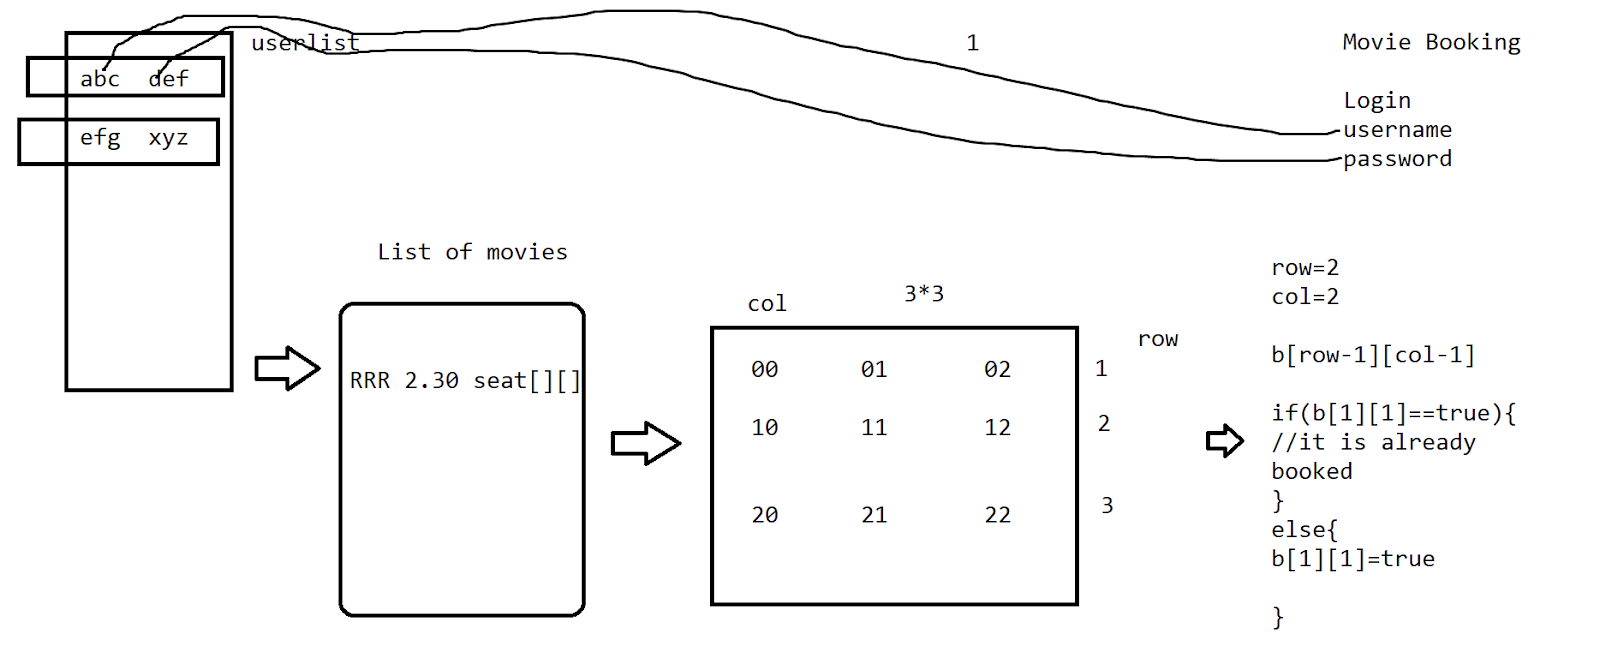 userlist
1
Movie Booking
abc def
efg xyz
Login
username
password
List of movies
RRR 2.30 seat[][]
col
3*3
row
00 01 02
1
10 11 12
2
20 21 22
3
row=2
col=2
b[row-1][col-1]
if(b[1][1]==true){
//it is already
booked
}
else{
b[1][1]=true
}